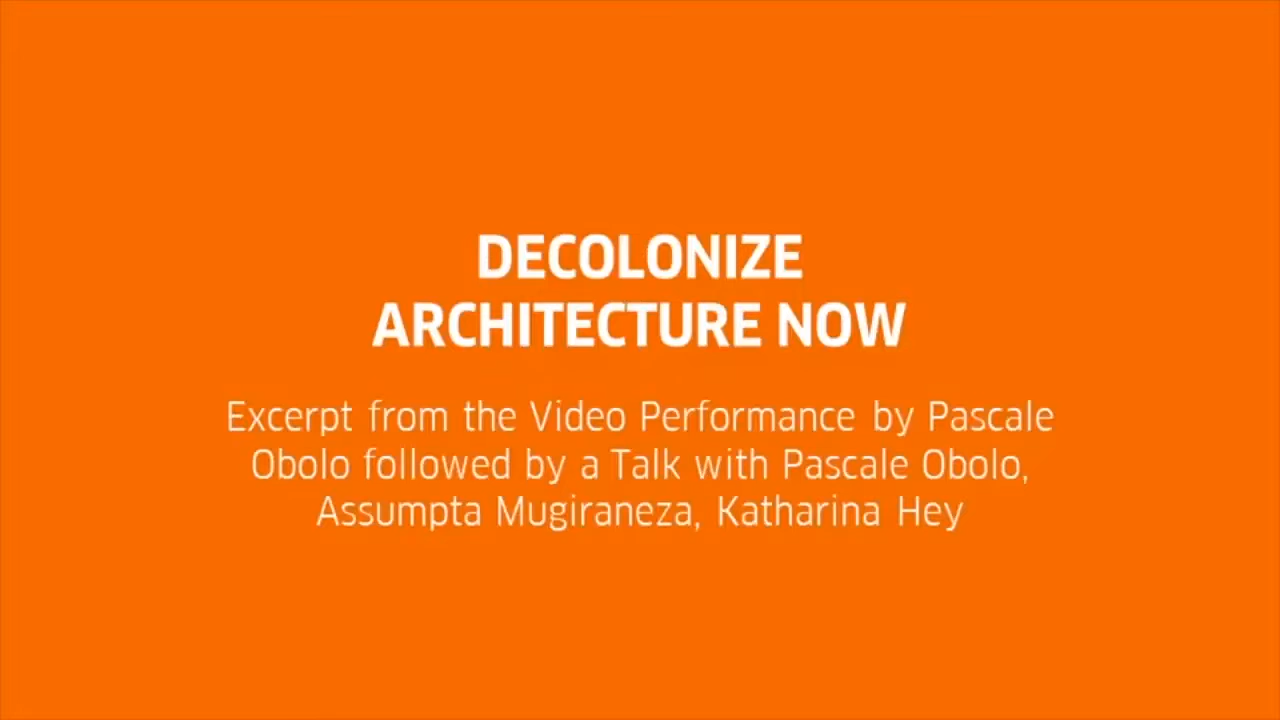 DECOLONIZE
ARCHITECTURE NOW
Excerpt from the Video Performance by Pascale
Obolo followed by a Talk with Pascale Obolo,
Assumpta Mugiraneza, Katharina Hey